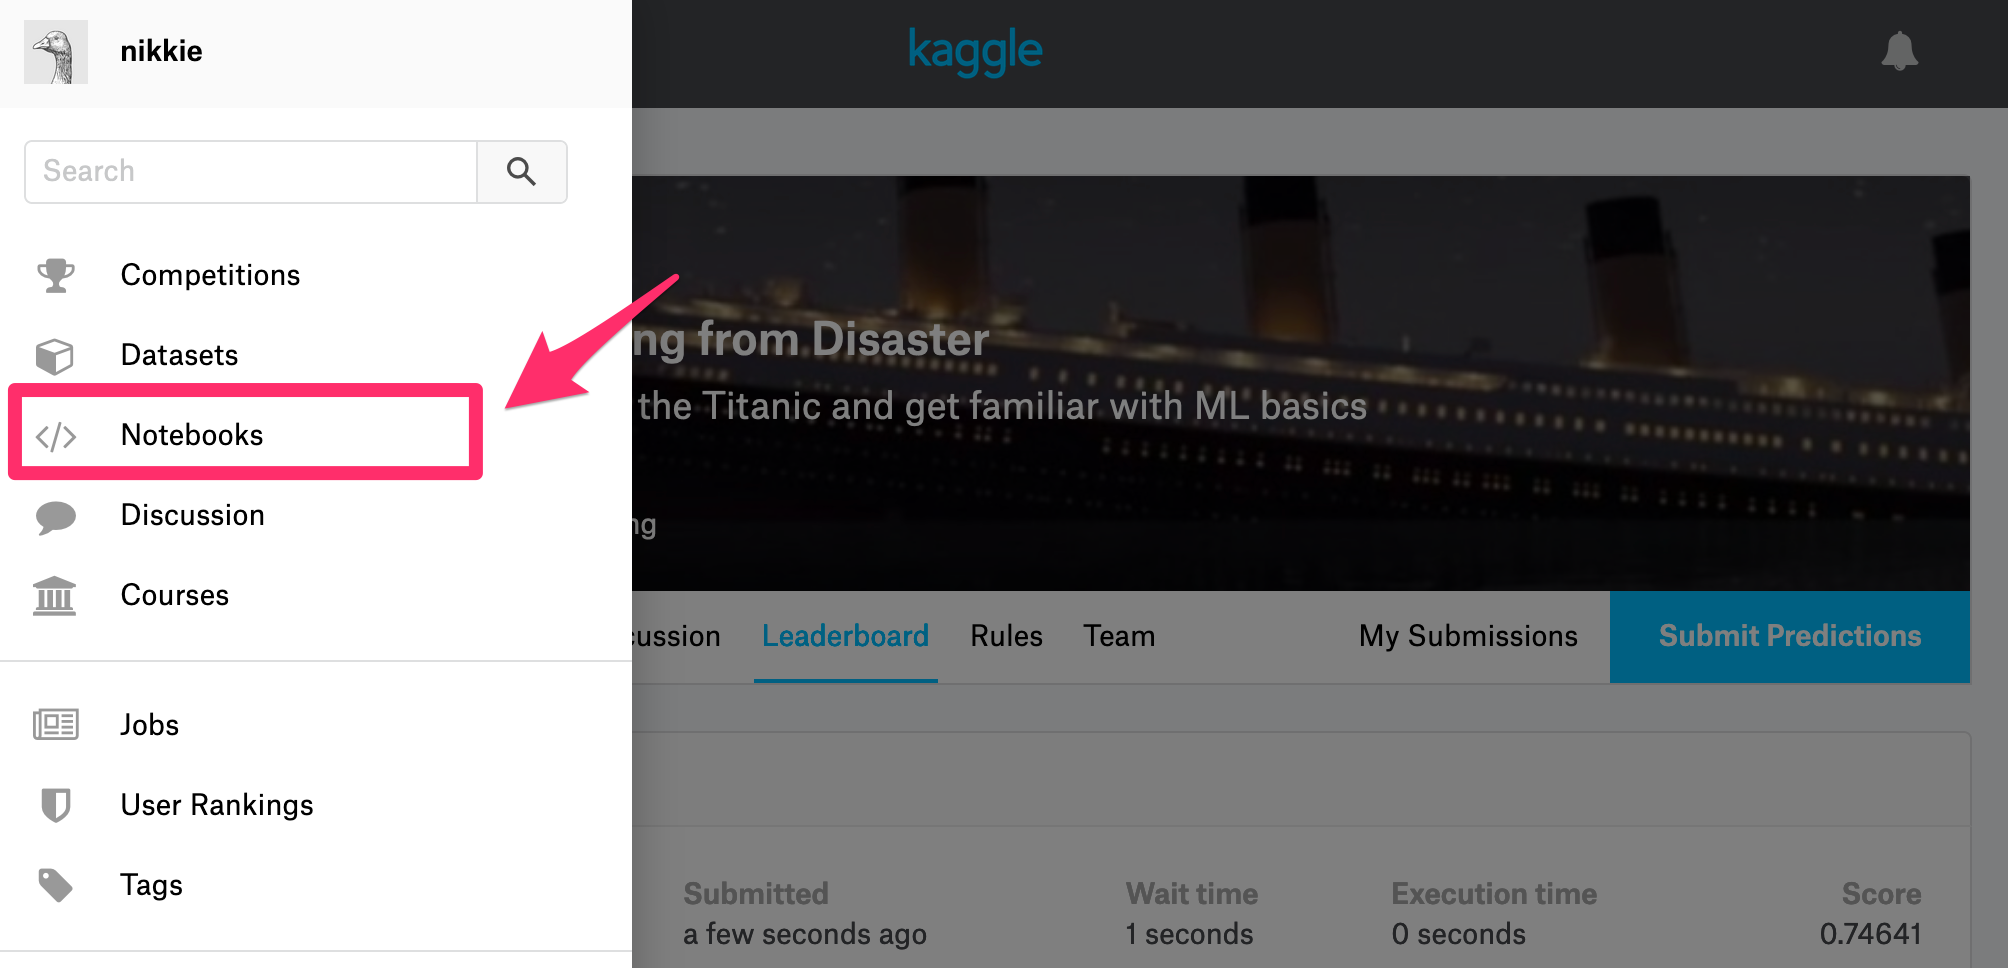 nikkie
kaggle
Search
Competitions
Datasets
Notebooks
Discussion
Courses
Jobs
User Rankings
Tags
ng from Disaster
the Titanic and get familiar with ML basics
ng
cussion Leaderboard Rules Team My Submissions Submit Predictions
Submitted Wait time Execution time Score
a few seconds ago 1 seconds 0 seconds 0.74641